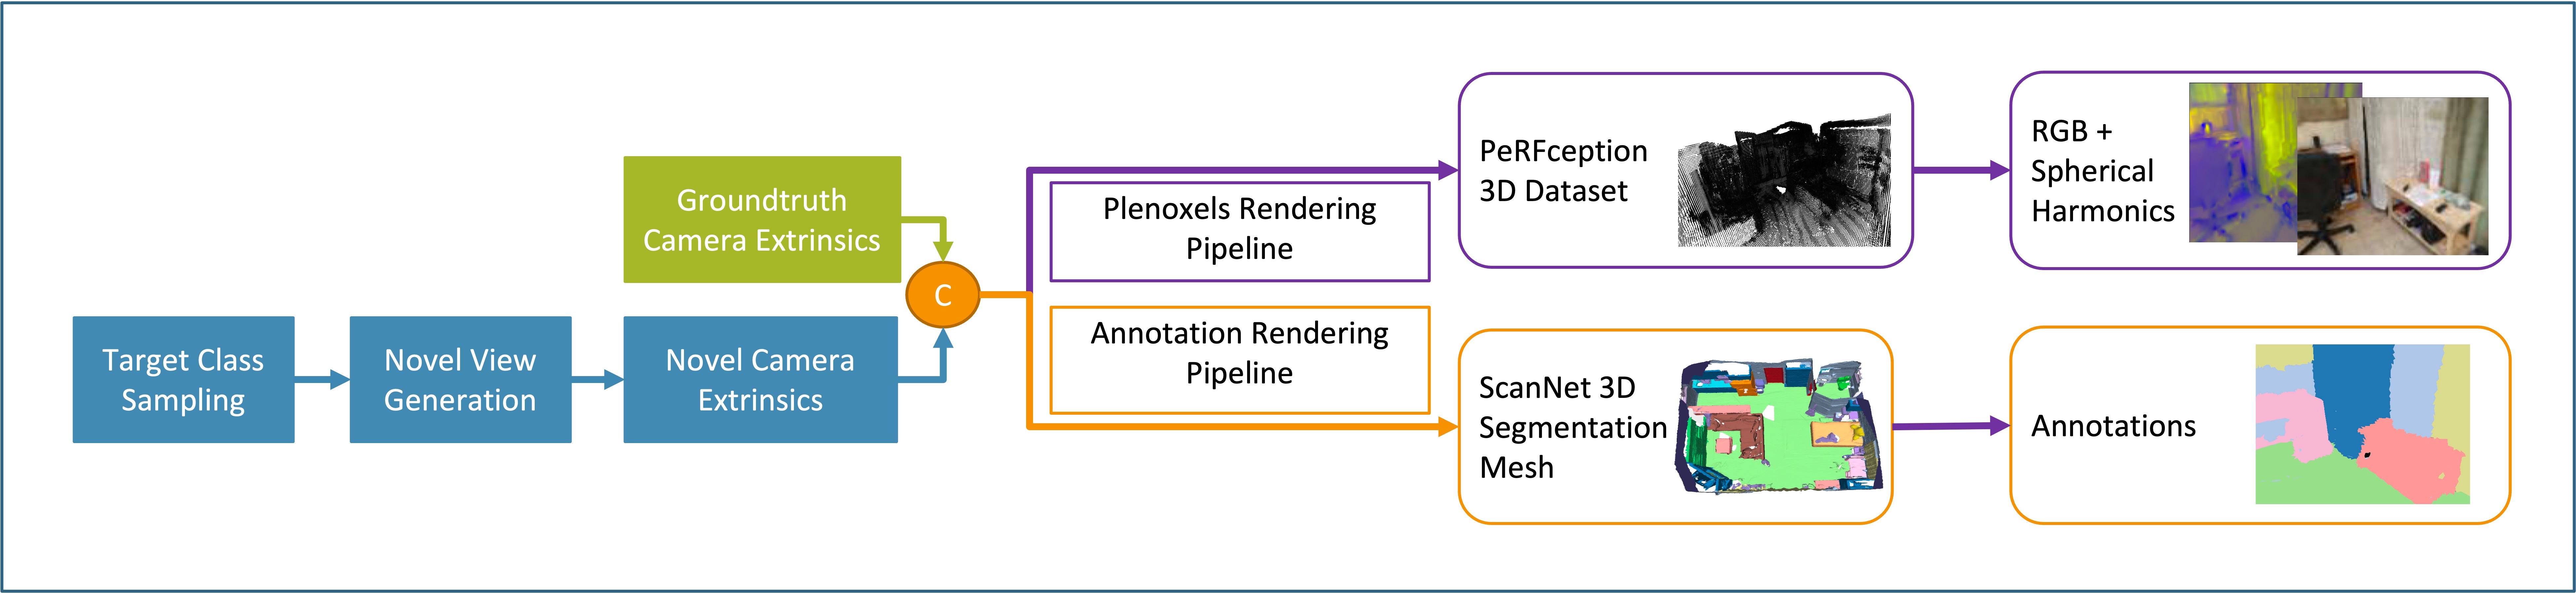 Target Class
Sampling
Novel View
Generation
Groundtruth
Camera Extrinsics
Novel Camera
Extrinsics
C
Plenoxels Rendering
Pipeline
Annotation Rendering
Pipeline
PeRFception
3D Dataset
RGB +
Spherical
Harmonics
ScanNet 3D
Segmentation
Mesh
Annotations